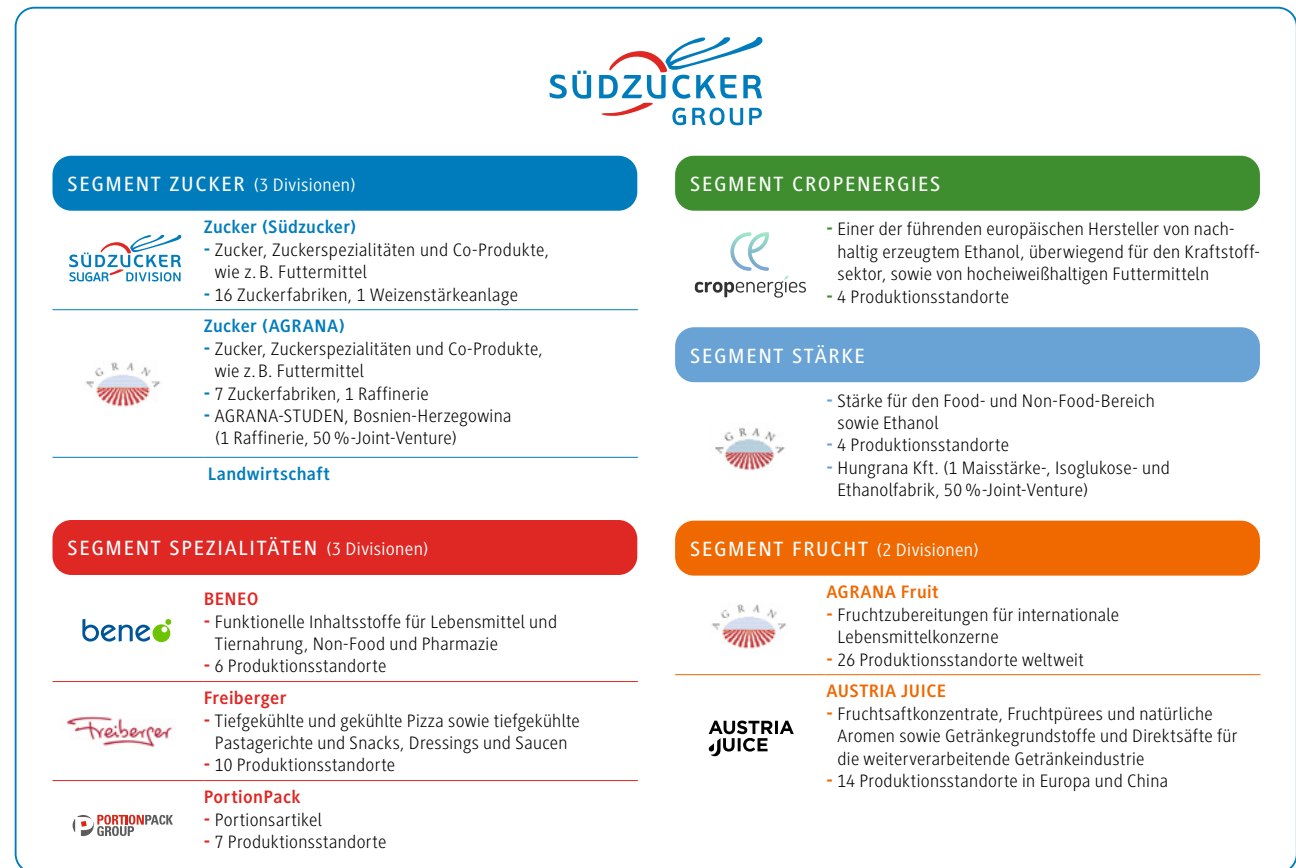 SÜDZUCKER
GROUP
SEGMENT ZUCKER (3 Divisionen)
SÜDZUCKER
SUGAR DIVISION
Zucker (Südzucker)
- Zucker, Zuckerspezialitäten und Co-Produkte,
wie z. B. Futtermittel
- 16 Zuckerfabriken, 1 Weizenstärkeanlage
AGRANA
Zucker (AGRANA)
- Zucker, Zuckerspezialitäten und Co-Produkte,
wie z. B. Futtermittel
- 7 Zuckerfabriken, 1 Raffinerie
- AGRANA-STUDEN, Bosnien-Herzegowina
(1 Raffinerie, 50 %-Joint-Venture)
Landwirtschaft
SEGMENT SPEZIALITÄTEN (3 Divisionen)
beneo
BENEO
- Funktionelle Inhaltsstoffe für Lebensmittel und
Tiernahrung, Non-Food und Pharmazie
- 6 Produktionsstandorte
Freiberger
Freiberger
- Tiefgekühlte und gekühlte Pizza sowie tiefgekühlte
Pastagerichte und Snacks, Dressings und Saucen
- 10 Produktionsstandorte
PORTIONPACK
GROUP
PortionPack
- Portionsartikel
- 7 Produktionsstandorte
SEGMENT CROPENERGIES
cropenergies
- Einer der führenden europäischen Hersteller von nach-
haltig erzeugtem Ethanol, überwiegend für den Kraftstoff-
sektor, sowie von hocheiweißhaltigen Futtermitteln
- 4 Produktionsstandorte
SEGMENT STÄRKE
AGRANA
- Stärke für den Food- und Non-Food-Bereich
sowie Ethanol
- 4 Produktionsstandorte
- Hungrana Kft. (1 Maisstärke-, Isoglukose- und
Ethanolfabrik, 50 %-Joint-Venture)
SEGMENT FRUCHT (2 Divisionen)
AGRANA
AGRANA Fruit
- Fruchtzubereitungen für internationale
Lebensmittelkonzerne
- 26 Produktionsstandorte weltweit
AUSTRIA
JUICE
AUSTRIA JUICE
- Fruchtsaftkonzentrate, Fruchtpürees und natürliche
Aromen sowie Getränkegrundstoffe und Direktsäfte für
die weiterverarbeitende Getränkeindustrie
- 14 Produktionsstandorte in Europa und China